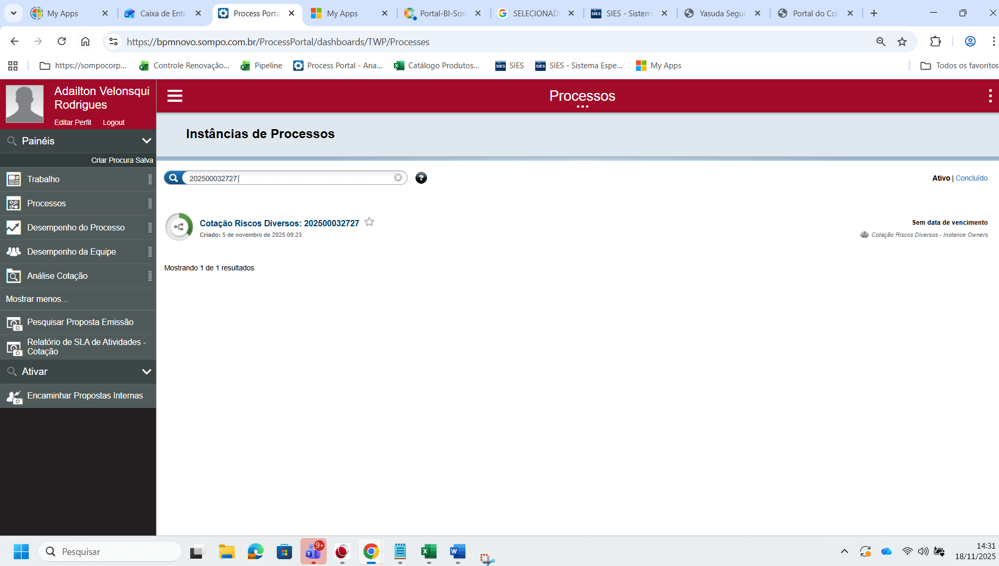 My Apps
Caixa de Entr
Process Porta
My Apps
Portal-BI-Som
SELECIONAD
SIES - Sistema
Yasuda Segur
Portal do Col
https://bpmnovo.sompo.com.br/ProcessPortal/dashboards/TWP/Processes
https://sompocorp...
Controle Renovação...
Pipeline
Process Portal - Ana...
Catálogo Produtos...
SIES
SIES - Sistema Espe...
My Apps
Todos os favoritos
Adailton Velonsqui
Rodrigues
Editar Perfil Logout
Processos
Instâncias de Processos
Painéis
Criar Procura Salva
Trabalho
Processos
Desempenho do Processo
Desempenho da Equipe
Análise Cotação
Mostrar menos...
Pesquisar Proposta Emissão
Relatório de SLA de Atividades -
Cotação
Ativar
Encaminhar Propostas Internas
202500032727
Ativo | Concluído
Cotação Riscos Diversos: 202500032727
Criado: 5 de novembro de 2025 09:23
Sem data de vencimento
Cotação Riscos Diversos - Instance Owners
Mostrando 1 de 1 resultados
Pesquisar
9+
14:31
18/11/2025